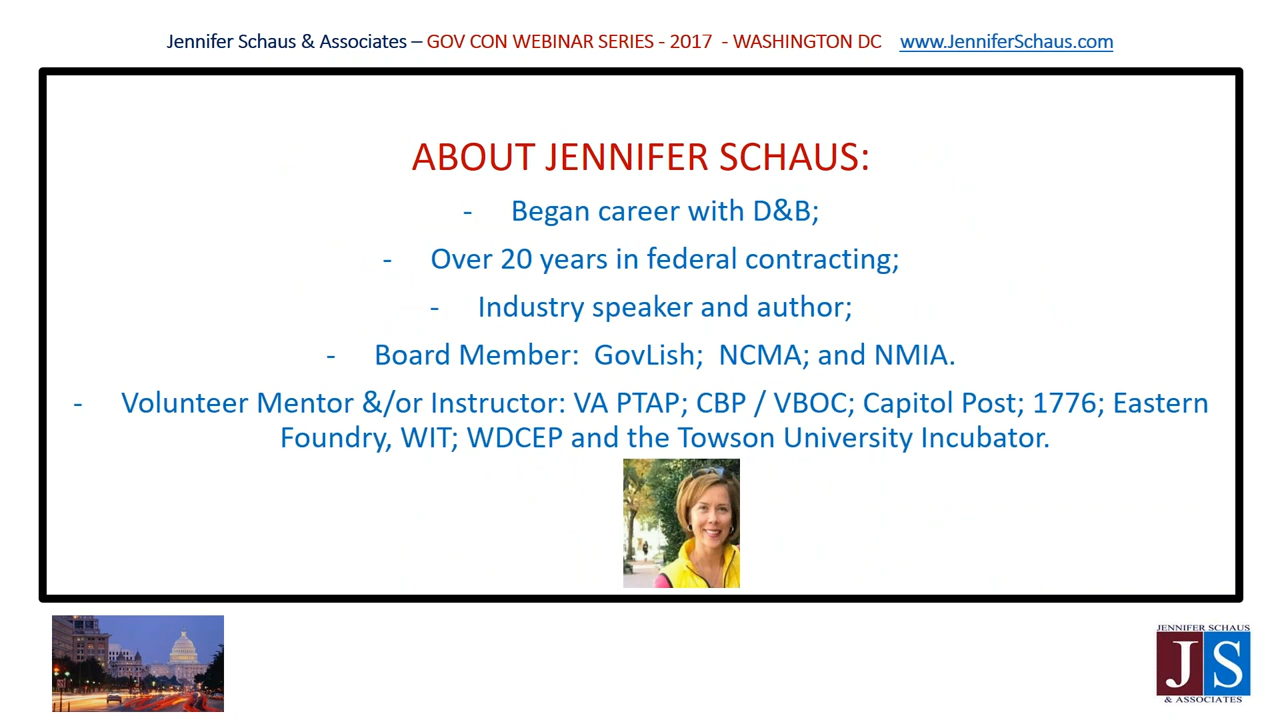 Jennifer Schaus & Associates – GOV CON WEBINAR SERIES - 2017 - WASHINGTON DC www.JenniferSchaus.com
ABOUT JENNIFER SCHAUS:
- Began career with D&B;
- Over 20 years in federal contracting;
- Industry speaker and author;
- Board Member: GovLish; NCMA; and NMIA.
- Volunteer Mentor &/or Instructor: VA PTAP; CBP / VBOC; Capitol Post; 1776; Eastern
Foundry, WIT; WDCEP and the Towson University Incubator.
JENNIFER SCHAUS
JS
& ASSOCIATES